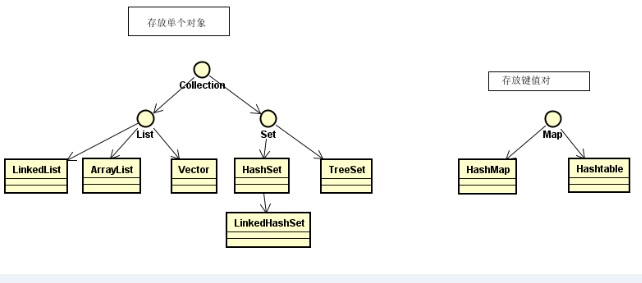 存放单个对象
Collection
存放键值对
List
Set
Map
LinkedList
ArrayList
Vector
HashSet
TreeSet
HashMap
Hashtable
LinkedHashSet